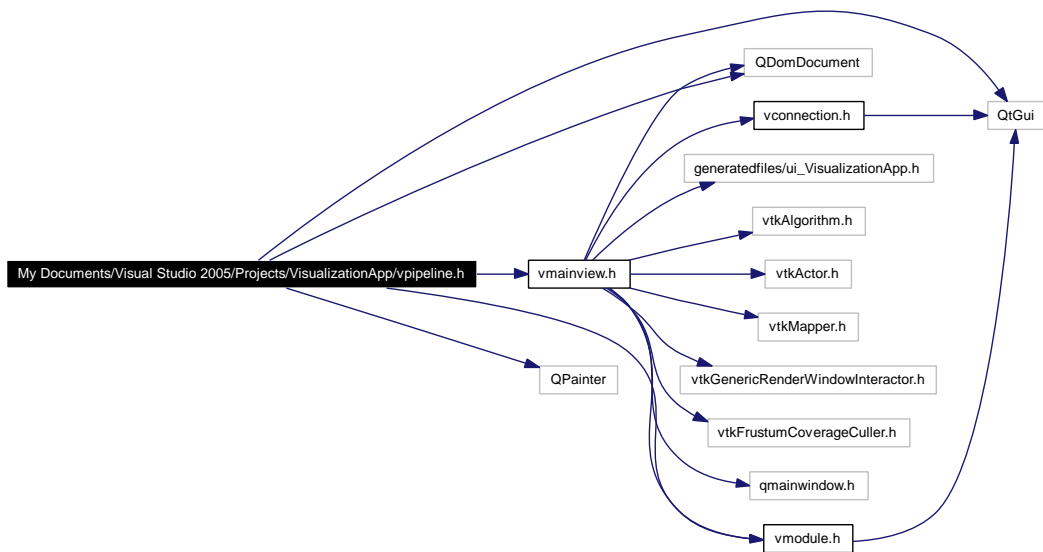 QDomDocument
vconnection.h
QtGui
generatedfiles/ui_VisualizationApp.h
vtkAlgorithm.h
My Documents/Visual Studio 2005/Projects/VisualizationApp/vpipeline.h
vmainview.h
vtkActor.h
vtkMapper.h
QPainter
vtkGenericRenderWindowInteractor.h
vtkFrustumCoverageCuller.h
qmainwindow.h
vmodule.h